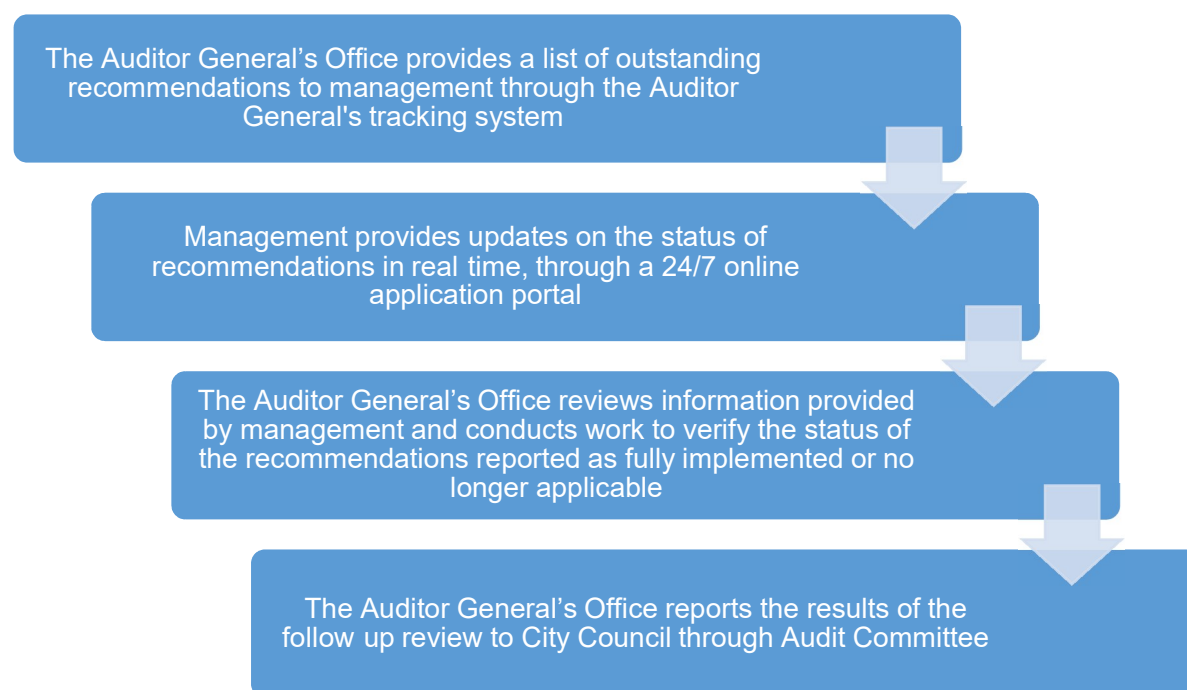 The Auditor General’s Office provides a list of outstanding
recommendations to management through the Auditor
General's tracking system
Management provides updates on the status of
recommendations in real time, through a 24/7 online
application portal
The Auditor General’s Office reviews information provided
by management and conducts work to verify the status of
the recommendations reported as fully implemented or no
longer applicable
The Auditor General’s Office reports the results of the
follow up review to City Council through Audit Committee